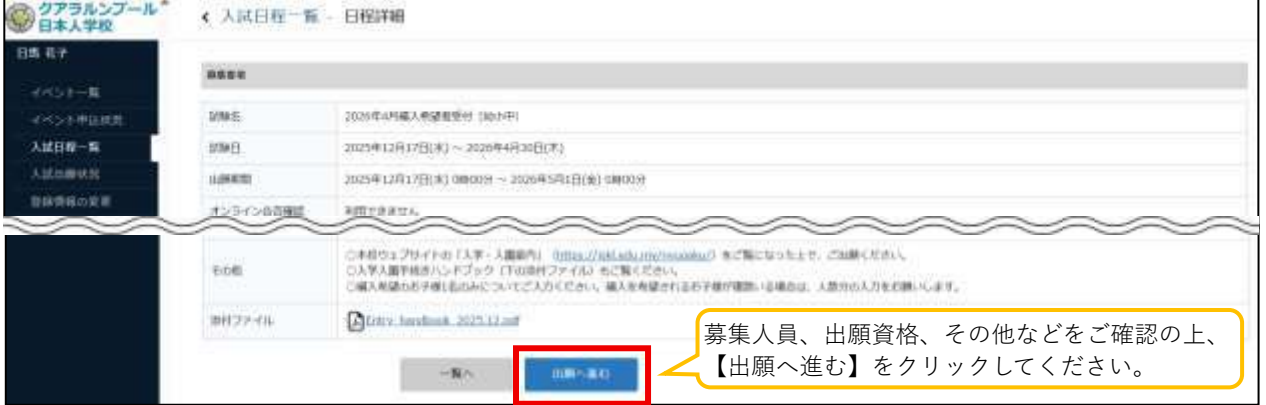 クアラルンプール
日本人学校
入試日程一覧 - 日程詳細
日馬 花子
イベント一覧
イベント申込状況
入試日程一覧
入試出願状況
登録情報の変更
募集要項
試験名 2026年4月編入希望者受付
試験日 2025年12月17日(水) ~ 2026年4月30日(木)
出願期間 2025年12月17日(水) 0時00分 ~ 2026年5月1日(金) 0時00分
オンライン合否確認 利用できません
その他
○本校ウェブサイトの「入学・入園案内」 をご覧になった上で、ご出願ください。
○入学入園手続きハンドブック(下の添付ファイル)もご覧ください。
○編入希望のお子様1名のみについてご入力ください。編入を希望されるお子様が複数いる場合は、人数分の入力をお願いします。
添付ファイル Entry_handbook_2025.12.pdf
一覧へ 出願へ進む
募集人員、出願資格、その他などをご確認の上、
【出願へ進む】をクリックしてください。